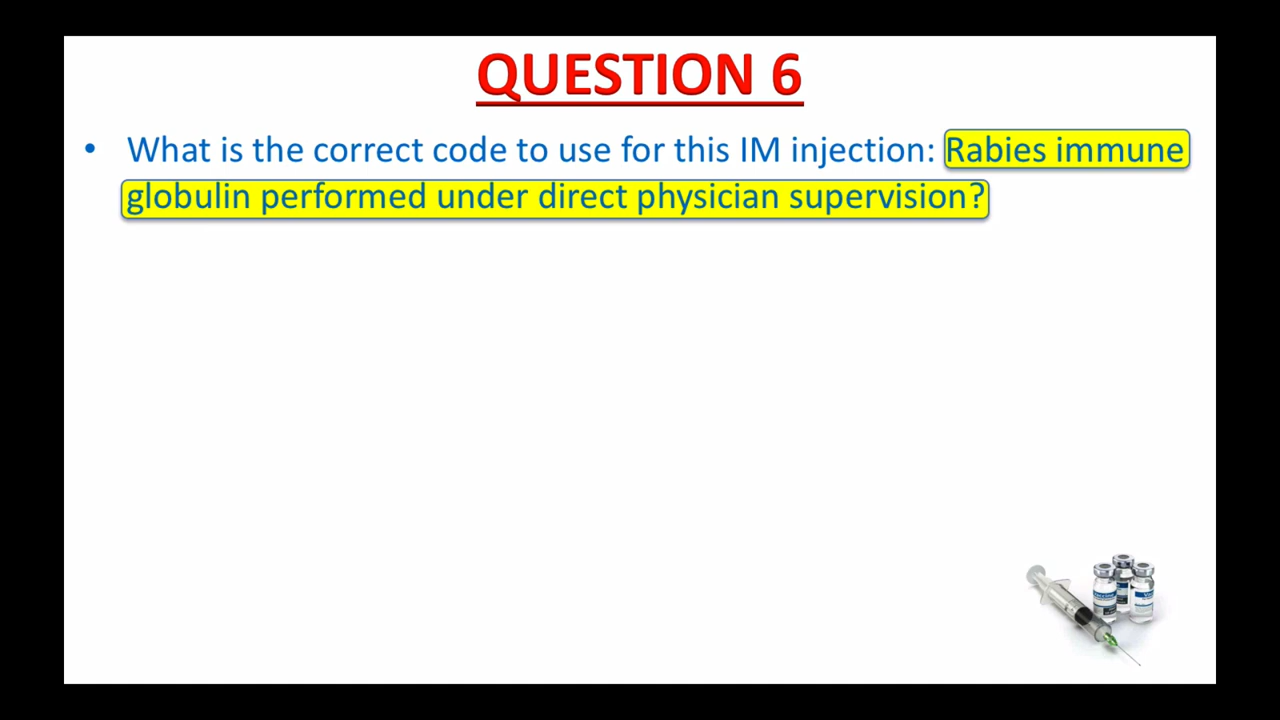 QUESTION 6
• What is the correct code to use for this IM injection: Rabies immune
globulin performed under direct physician supervision?